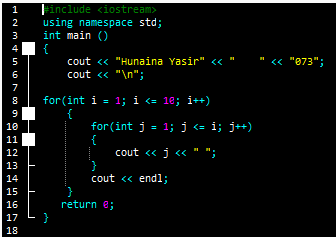 1 #include <iostream>
2 using namespace std;
3 int main ()
4 {
5 cout << "Hunaina Yasir" << "    " << "073";
6 cout << "\n";
7
8 for(int i = 1; i <= 10; i++)
9 {
10 for(int j = 1; j <= i; j++)
11 {
12 cout << j << " ";
13 }
14 cout << endl;
15 }
16 return 0;
17 }
18